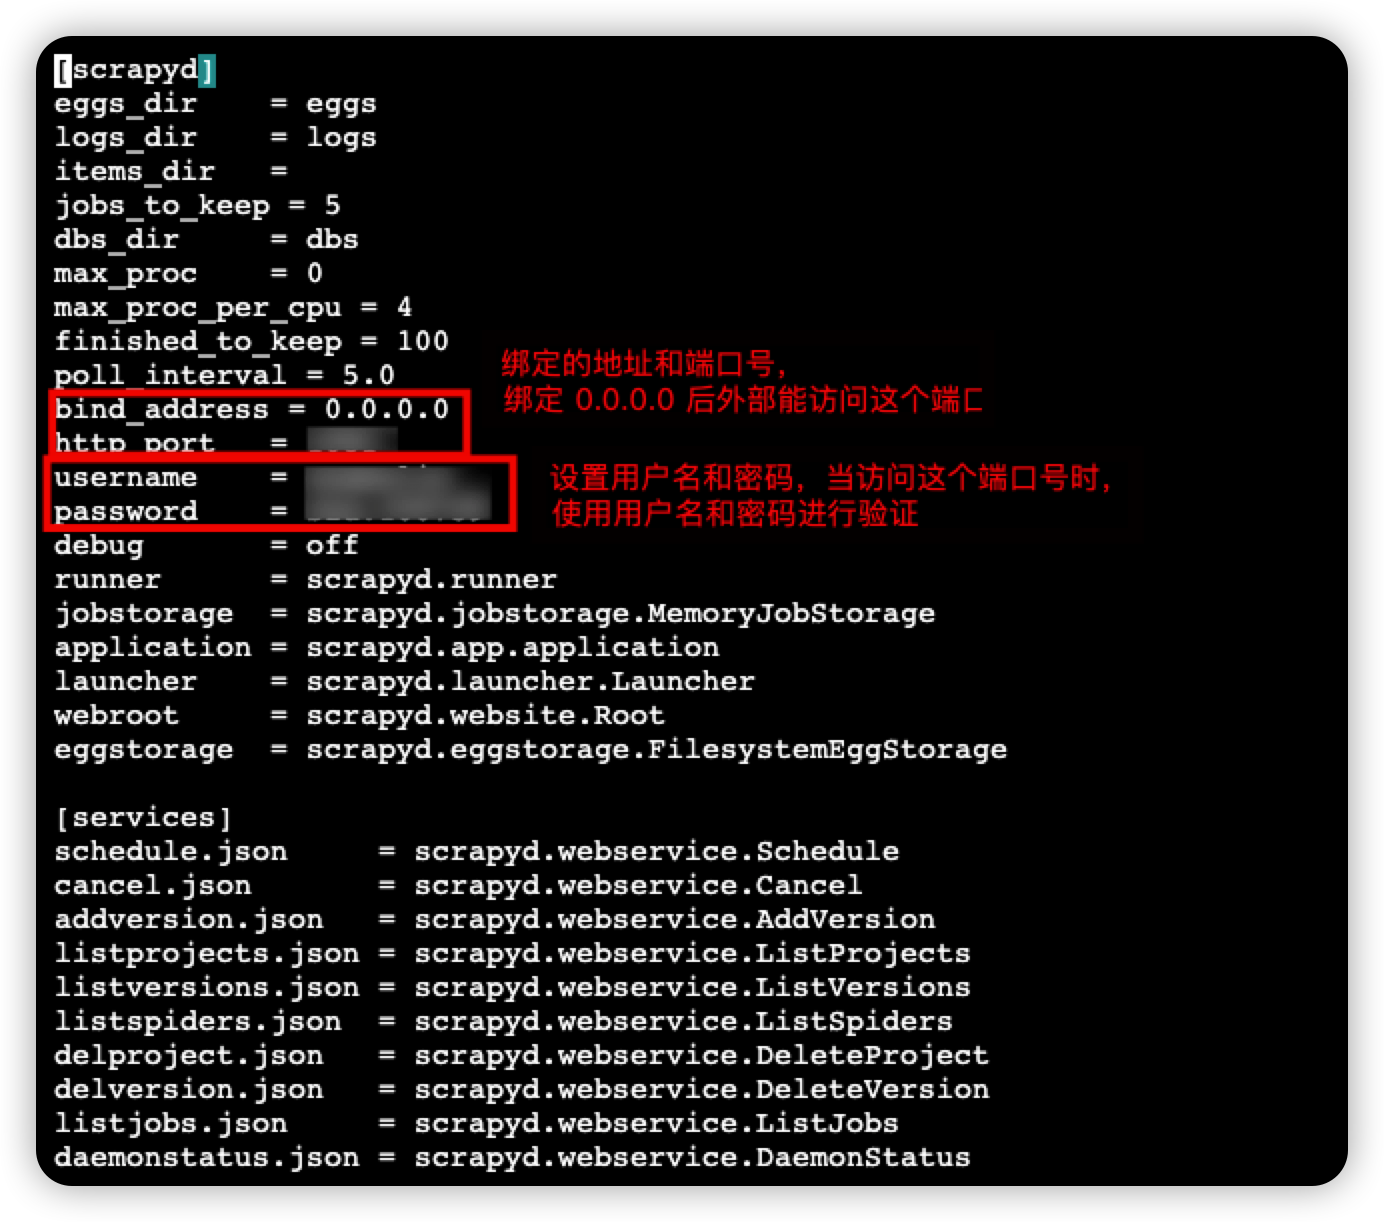 [scrapyd]
eggs_dir    = eggs
logs_dir    = logs
items_dir   =
jobs_to_keep = 5
dbs_dir     = dbs
max_proc    = 0
max_proc_per_cpu = 4
finished_to_keep = 100
poll_interval = 5.0
绑定的地址和端口号，
bind_address = 0.0.0.0
绑定 0.0.0.0 后外部能访问这个端口
http_port   =
username    =
设置用户名和密码，当访问这个端口号时，
password    =
使用用户名和密码进行验证
debug       = off
runner      = scrapyd.runner
jobstorage  = scrapyd.jobstorage.MemoryJobStorage
application = scrapyd.app.application
launcher    = scrapyd.launcher.Launcher
webroot     = scrapyd.website.Root
eggstorage  = scrapyd.eggstorage.FilesystemEggStorage
[services]
schedule.json     = scrapyd.webservice.Schedule
cancel.json       = scrapyd.webservice.Cancel
addversion.json   = scrapyd.webservice.AddVersion
listprojects.json = scrapyd.webservice.ListProjects
listversions.json = scrapyd.webservice.ListVersions
listspiders.json  = scrapyd.webservice.ListSpiders
delproject.json   = scrapyd.webservice.DeleteProject
delversion.json   = scrapyd.webservice.DeleteVersion
listjobs.json     = scrapyd.webservice.ListJobs
daemonstatus.json = scrapyd.webservice.DaemonStatus